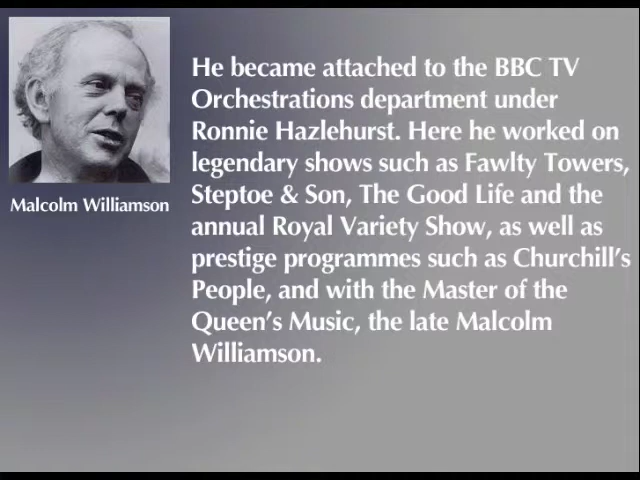 He became attached to the BBC TV
Orchestrations department under
Ronnie Hazlehurst. Here he worked on
legendary shows such as Fawlty Towers,
Steptoe & Son, The Good Life and the
annual Royal Variety Show, as well as
prestige programmes such as Churchill's
People, and with the Master of the
Queen's Music, the late Malcolm
Williamson.
Malcolm Williamson